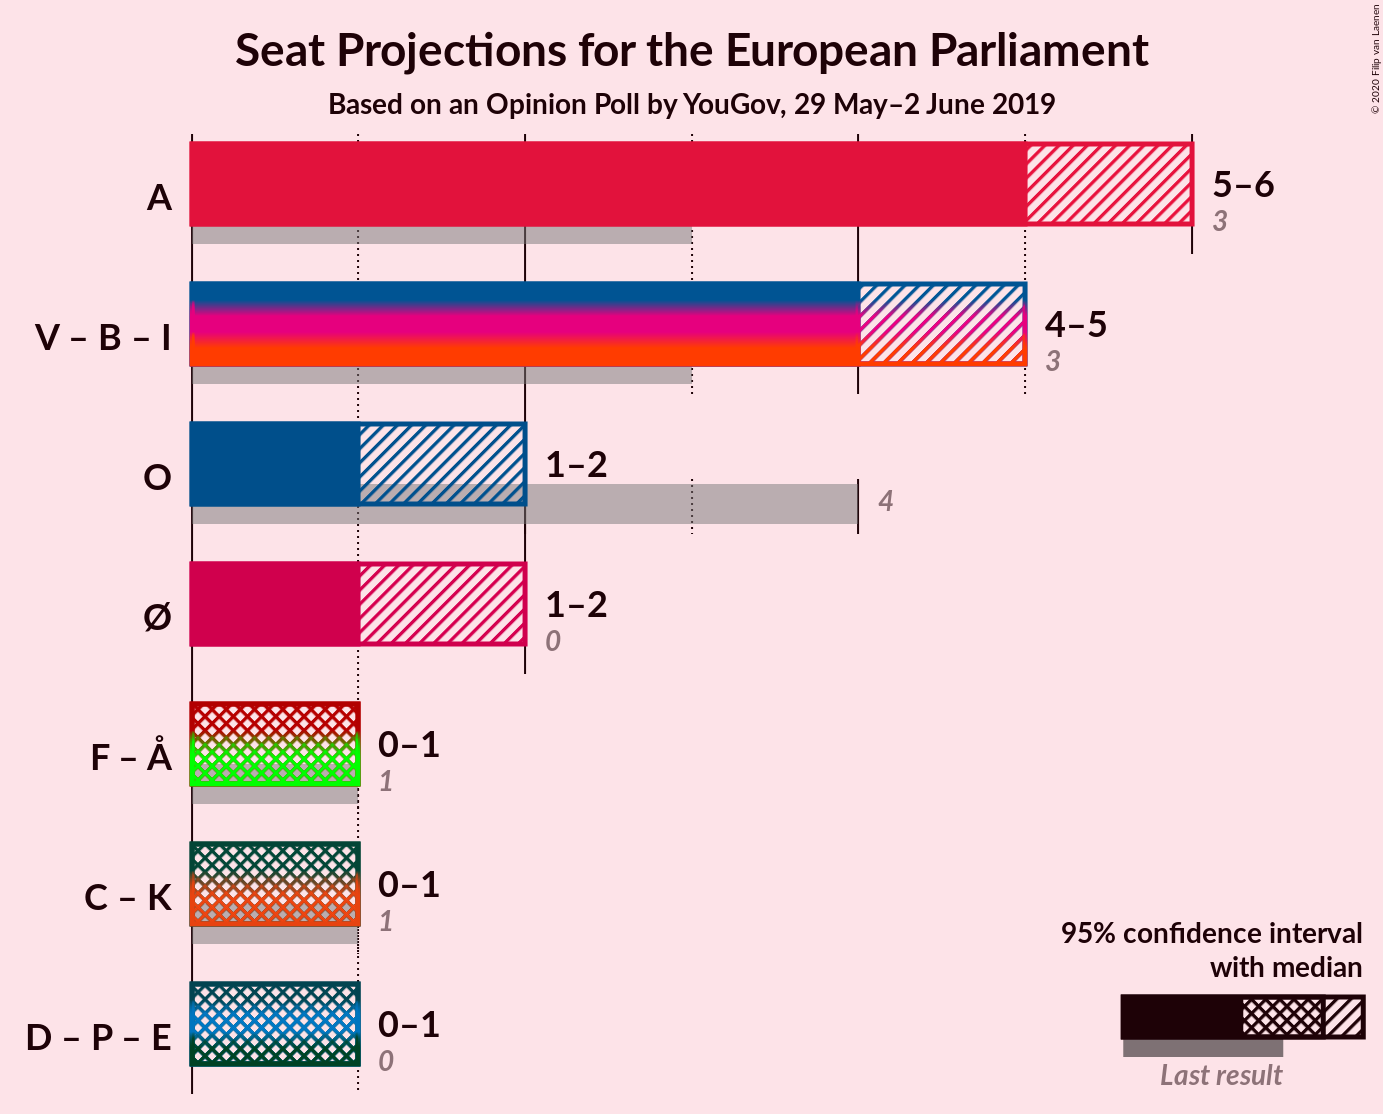 Seat Projections for the European Parliament
Based on an Opinion Poll by YouGov, 29 May–2 June 2019
© 2020 Filip van Laenen
A
5–6
3
V – B – I
4–5
3
O
1–2
4
Ø
1–2
0
F – Å
0–1
1
C – K
0–1
1
D – P – E
0–1
0
95% confidence interval
with median
Last result